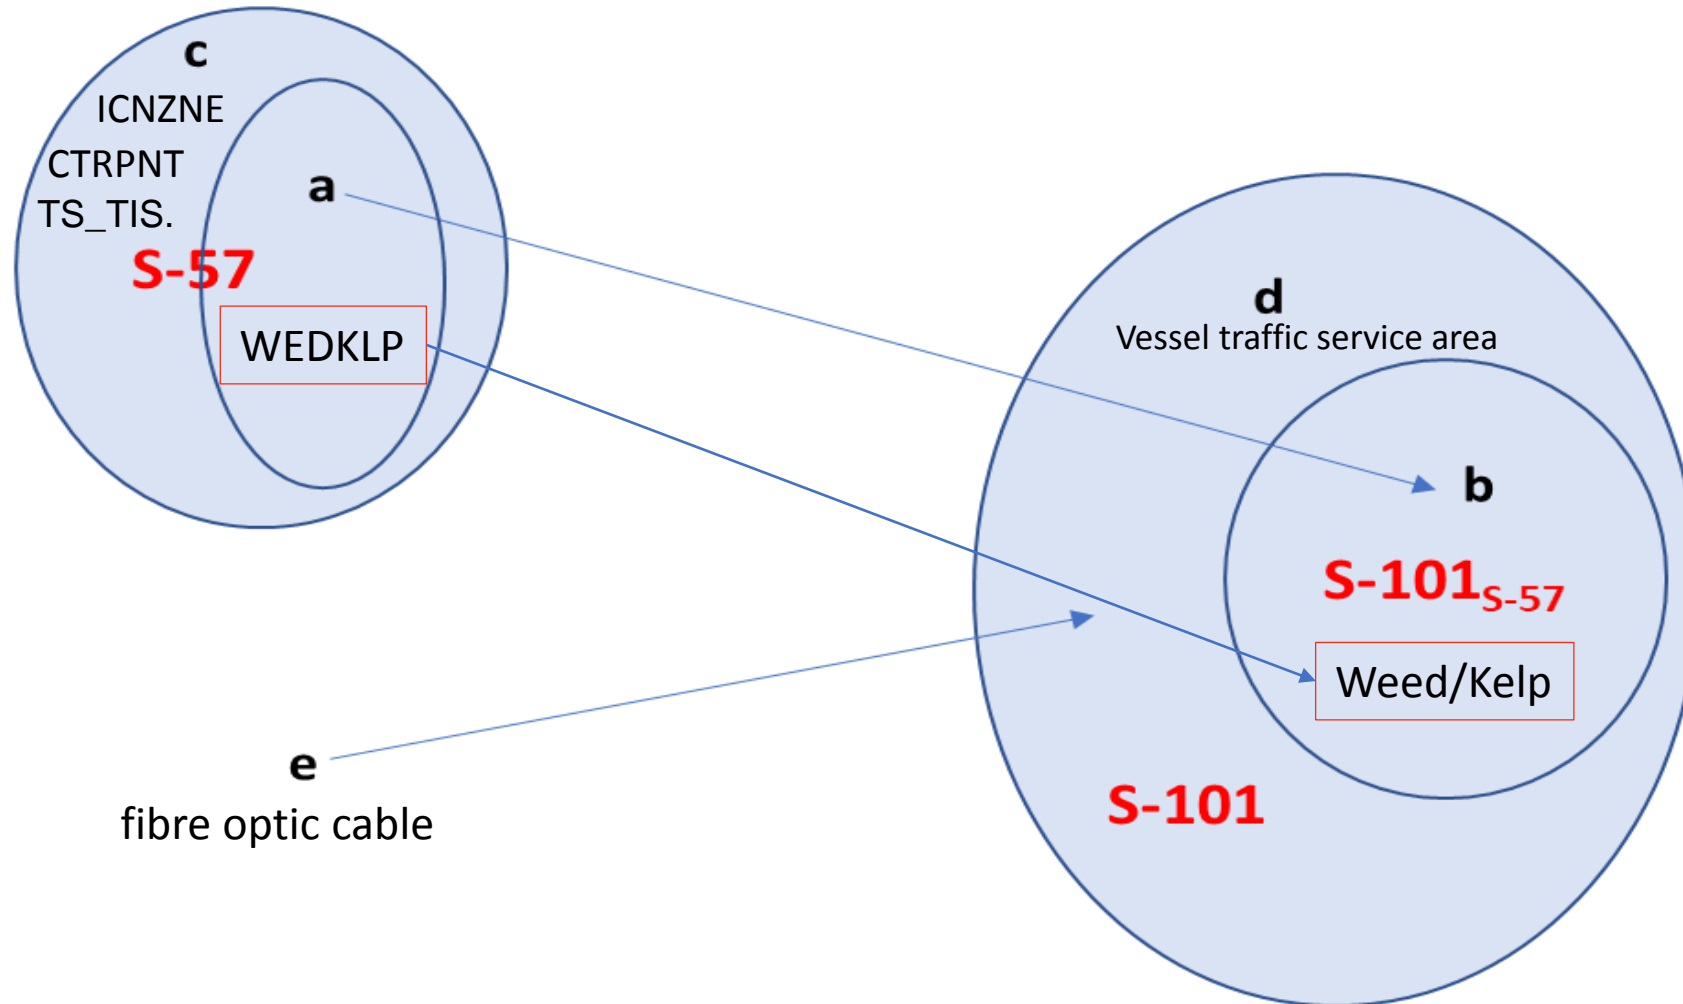 c
ICNZNE
CTRPNT
TS_TIS.
a
S-57
WEDKLP
d
Vessel traffic service area
b
S-101S-57
Weed/Kelp
e
fibre optic cable
S-101